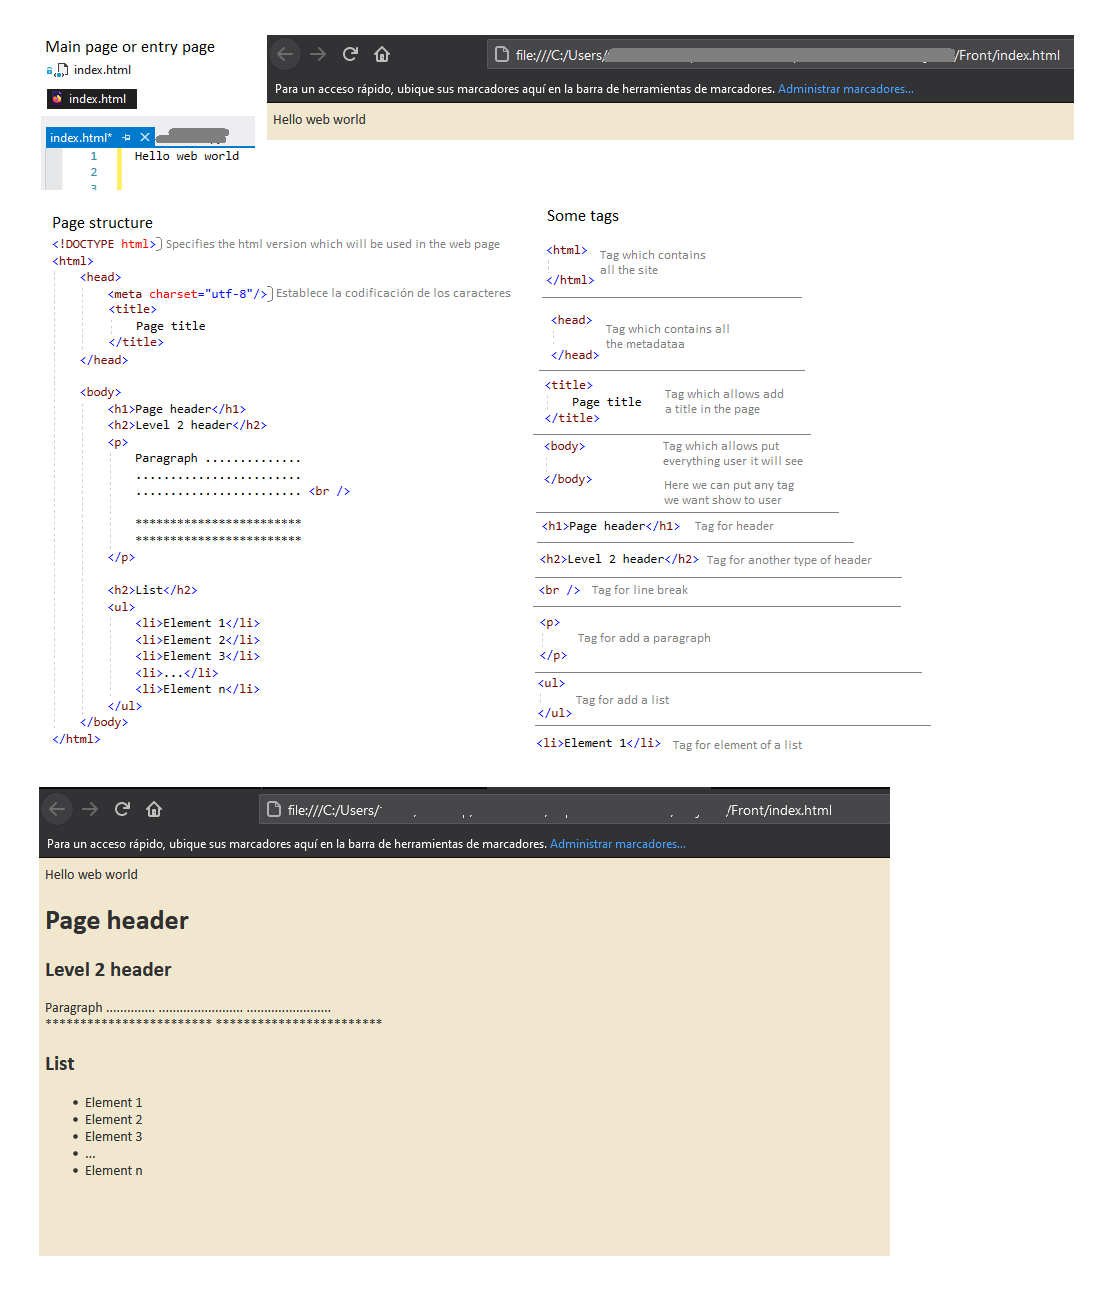 Main page or entry page
index.html
index.html
index.html*
1 Hello web world
2
3
file:///C:/Users/ /Front/index.html
Para un acceso rápido, ubique sus marcadores aquí en la barra de herramientas de marcadores. Administrar marcadores...
Hello web world
Page structure
<!DOCTYPE html> Specifies the html version which will be used in the web page
<html>
<head>
<meta charset="utf-8"/> Establece la codificación de los caracteres
<title>
Page title
</title>
</head>
<body>
<h1>Page header</h1>
<h2>Level 2 header</h2>
<p>
Paragraph ..............
........................
........................ <br />
************************
************************
</p>
<h2>List</h2>
<ul>
<li>Element 1</li>
<li>Element 2</li>
<li>Element 3</li>
<li>...</li>
<li>Element n</li>
</ul>
</body>
</html>
Some tags
<html>
Tag which contains
all the site
</html>
<head>
Tag which contains all
the metadataa
</head>
<title>
Page title
</title>
Tag which allows add
a title in the page
<body>
</body>
Tag which allows put
everything user it will see
Here we can put any tag
we want show to user
<h1>Page header</h1> Tag for header
<h2>Level 2 header</h2> Tag for another type of header
<br /> Tag for line break
<p>
Tag for add a paragraph
</p>
<ul>
Tag for add a list
</ul>
<li>Element 1</li> Tag for element of a list
file:///C:/Users/ /Front/index.html
Para un acceso rápido, ubique sus marcadores aquí en la barra de herramientas de marcadores. Administrar marcadores...
Hello web world
Page header
Level 2 header
Paragraph .............. ........................ ........................
************************ ************************
List
• Element 1
• Element 2
• Element 3
• ...
• Element n